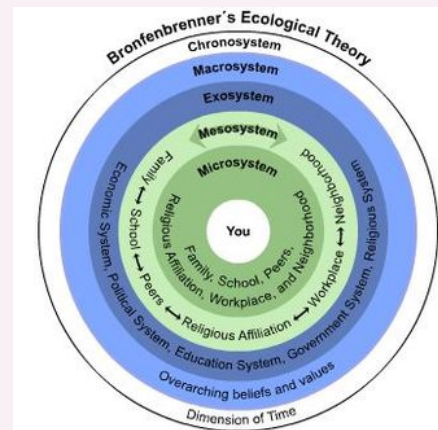 Bronfenbrenner´s Ecological Theory
Chronosystem
Macrosystem
Exosystem
Mesosystem
Microsystem
You
Family, School, Peers,
Religious Affiliation, Workplace, and Neighborhood
Family ↔ School ↔ Peers ↔ Religious Affiliation ↔ Workplace ↔ Neighborhood
Economic System, Political System, Education System, Government System, Religious System
Overarching beliefs and values
Dimension of Time